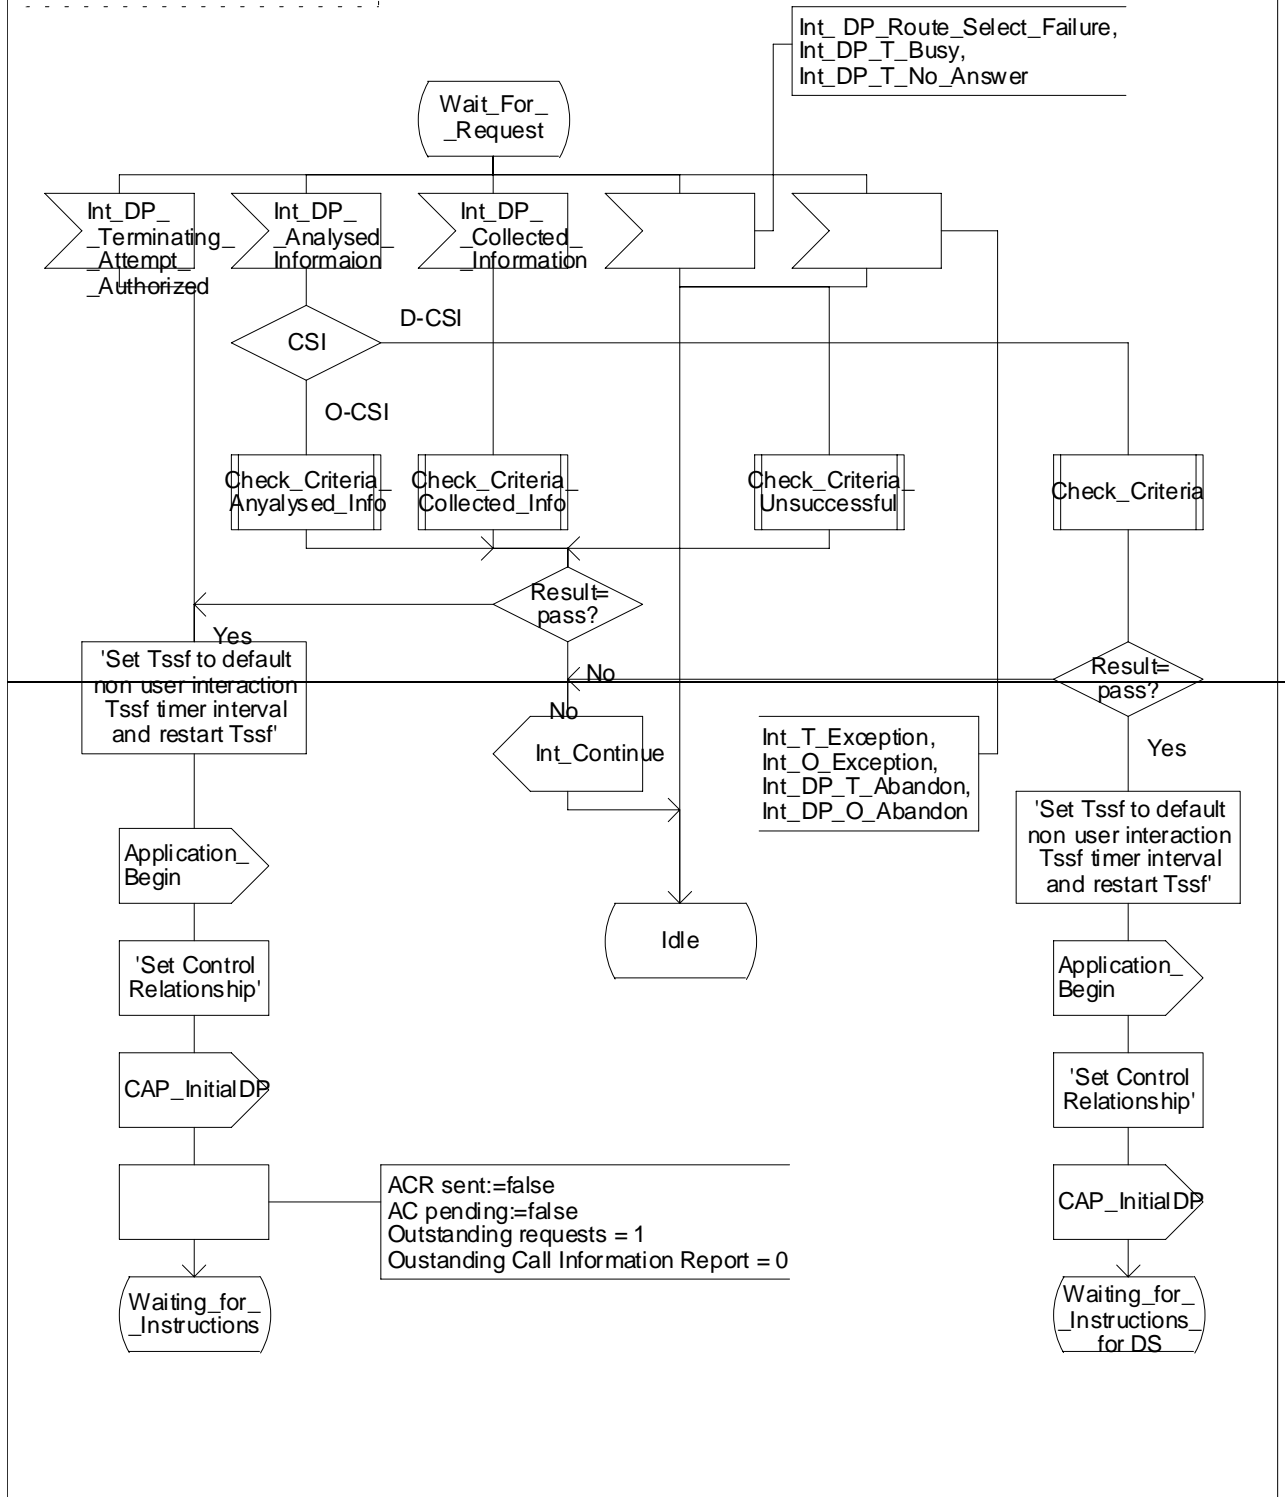 Int_ DP_Route_Select_Failure,
Int_DP_T_Busy,
Int_DP_T_No_Answer
Wait_For_
_Request
Int_DP_
_Terminating_
_Attempt_
_Authorized
Int_DP_
_Analysed_
Informaion
Int_DP_
_Collected_
_Information
CSI
D-CSI
O-CSI
Check_Criteria_
Anyalysed_Info
Check_Criteria_
Collected_Info
Check_Criteria_
Unsuccessful
Check_Criteria
Result=
pass?
Yes
'Set Tssf to default
non user interaction
Tssf timer interval
and restart Tssf'
No
Result=
pass?
No
Int_Continue
Int_T_Exception,
Int_O_Exception,
Int_DP_T_Abandon,
Int_DP_O_Abandon
Yes
'Set Tssf to default
non user interaction
Tssf timer interval
and restart Tssf'
Application_
Begin
Idle
'Set Control
Relationship'
Application_
Begin
CAP_InitialDP
'Set Control
Relationship'
ACR sent:=false
AC pending:=false
Outstanding requests = 1
Oustanding Call Information Report = 0
CAP_InitialDP
Waiting_for_
_Instructions
Waiting_for_
_Instructions_
for DS